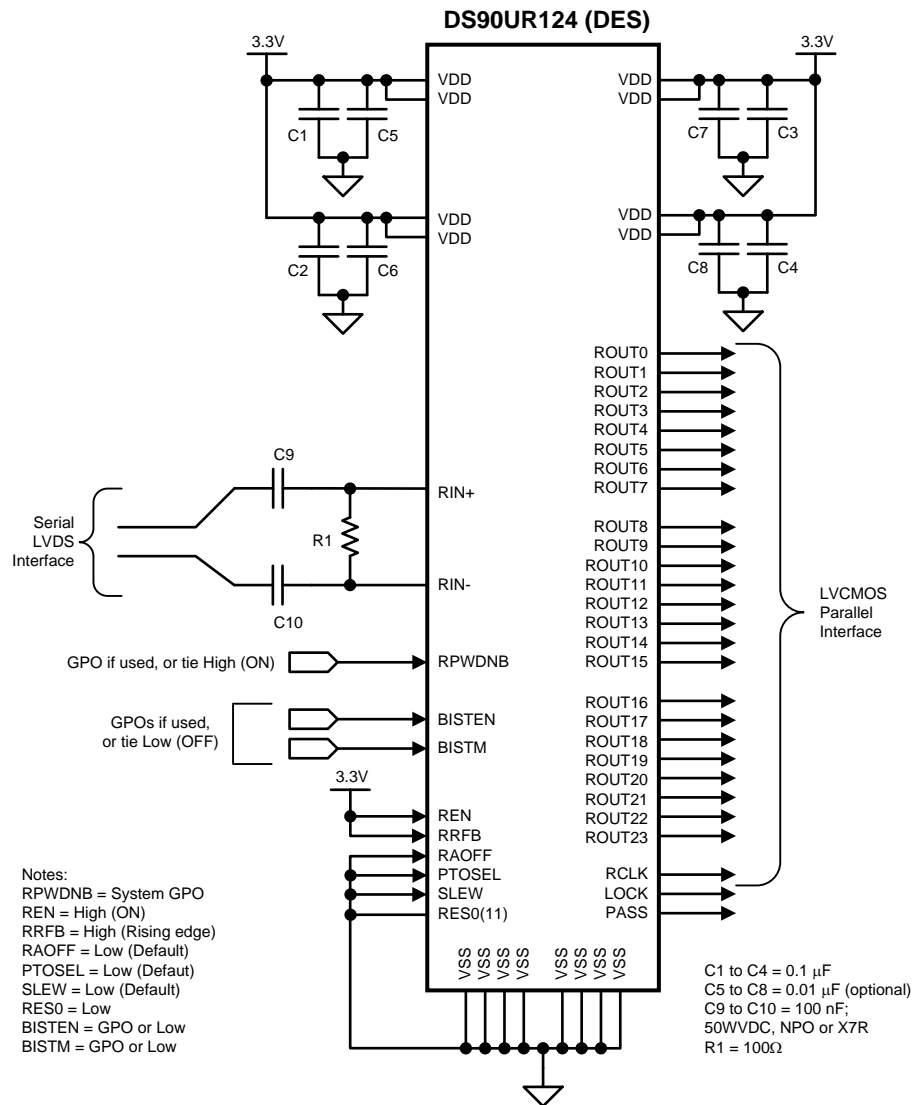 DS90UR124 (DES)
3.3V
3.3V
VDD
VDD
C1
C5
VDD
VDD
C7
C3
VDD
VDD
C2
C6
VDD
VDD
C8
C4
ROUT0
ROUT1
ROUT2
ROUT3
ROUT4
ROUT5
ROUT6
ROUT7
C9
RIN+
Serial
LVDS
Interface
R1
RIN-
C10
ROUT8
ROUT9
ROUT10
ROUT11
ROUT12
ROUT13
ROUT14
ROUT15
LVCMOS
Parallel
Interface
GPO if used, or tie High (ON)
RPWDNB
GPOs if used,
or tie Low (OFF)
BISTEN
BISTM
ROUT16
ROUT17
ROUT18
ROUT19
ROUT20
ROUT21
ROUT22
ROUT23
3.3V
REN
RRFB
RAOFF
PTOSEL
SLEW
RES0(11)
RCLK
LOCK
PASS
VSS
VSS
VSS
VSS
VSS
VSS
VSS
VSS
Notes:
RPWDNB = System GPO
REN = High (ON)
RRFB = High (Rising edge)
RAOFF = Low (Default)
PTOSEL = Low (Defaut)
SLEW = Low (Default)
RES0 = Low
BISTEN = GPO or Low
BISTM = GPO or Low
C1 to C4 = 0.1 μF
C5 to C8 = 0.01 μF (optional)
C9 to C10 = 100 nF;
50WVDC, NPO or X7R
R1 = 100Ω